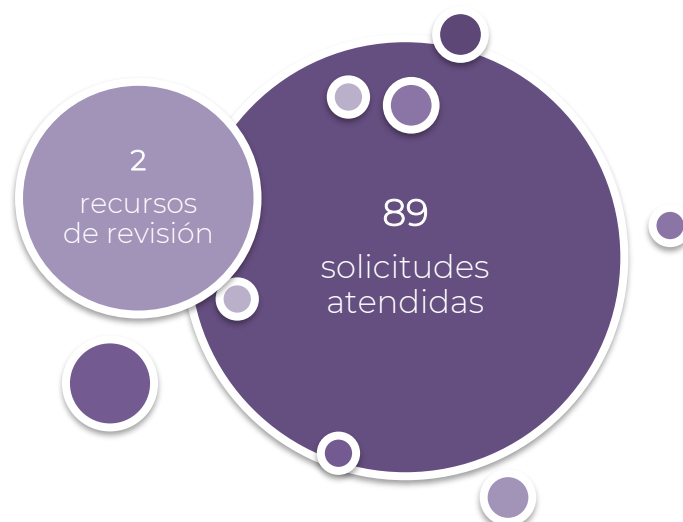 2
recursos
de revisión
89
solicitudes
atendidas